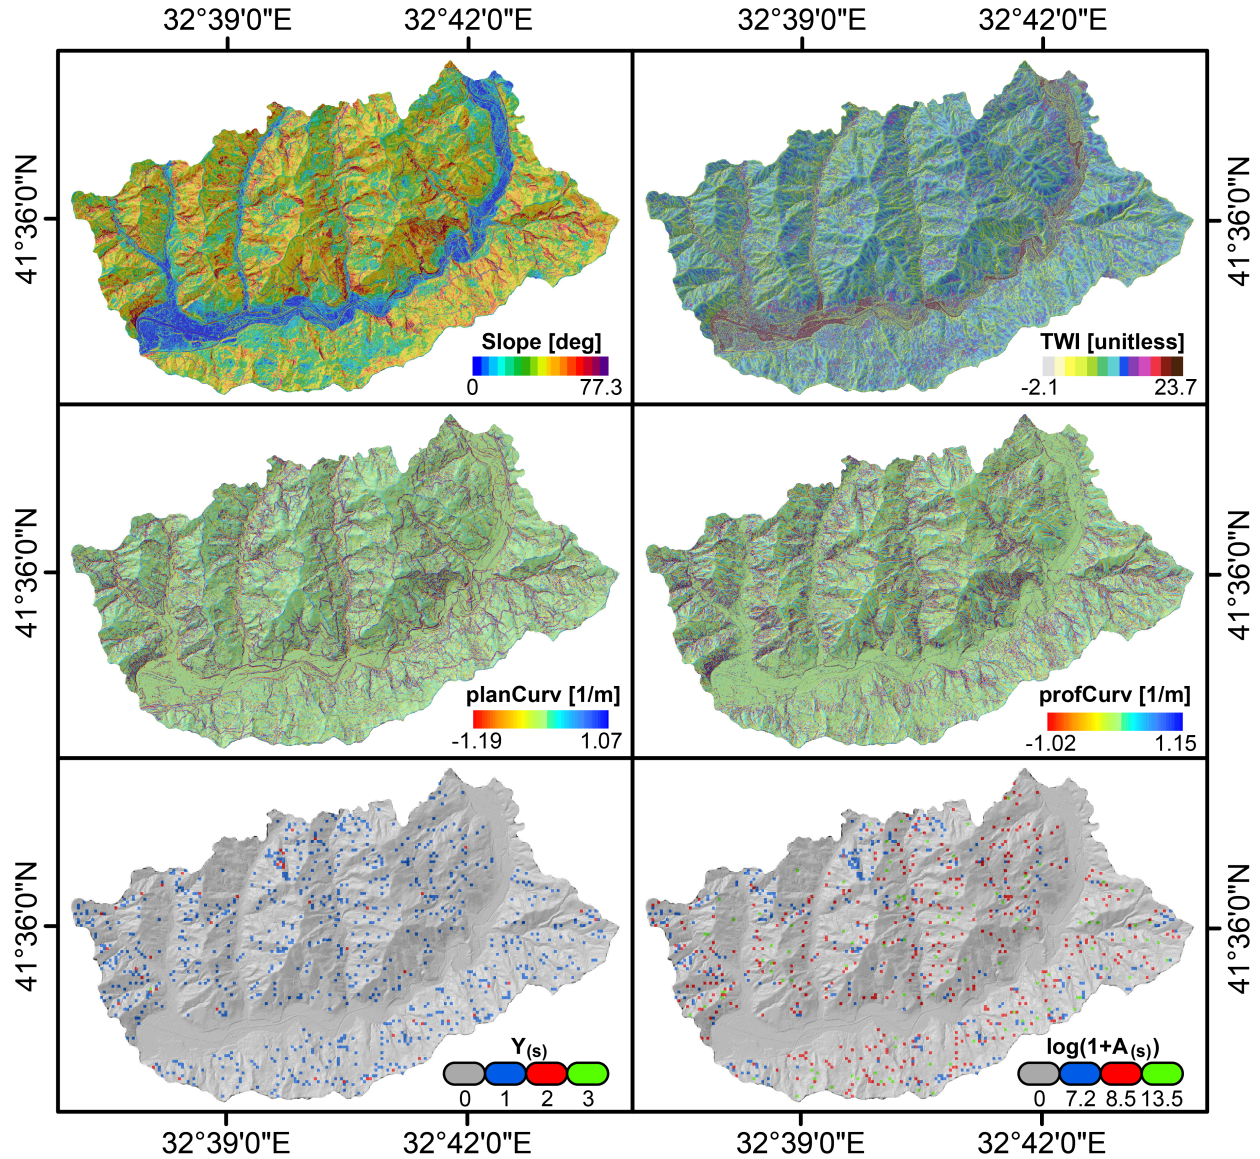 32°39'0"E 32°42'0"E 32°39'0"E 32°42'0"E
41°36'0"N
Slope [deg]
0 77.3
TWI [unitless]
-2.1 23.7
41°36'0"N
41°36'0"N
planCurv [1/m]
-1.19 1.07
profCurv [1/m]
-1.02 1.15
41°36'0"N
41°36'0"N
Y(s)
0 1 2 3
log(1+A(s))
0 7.2 8.5 13.5
41°36'0"N
32°39'0"E 32°42'0"E 32°39'0"E 32°42'0"E